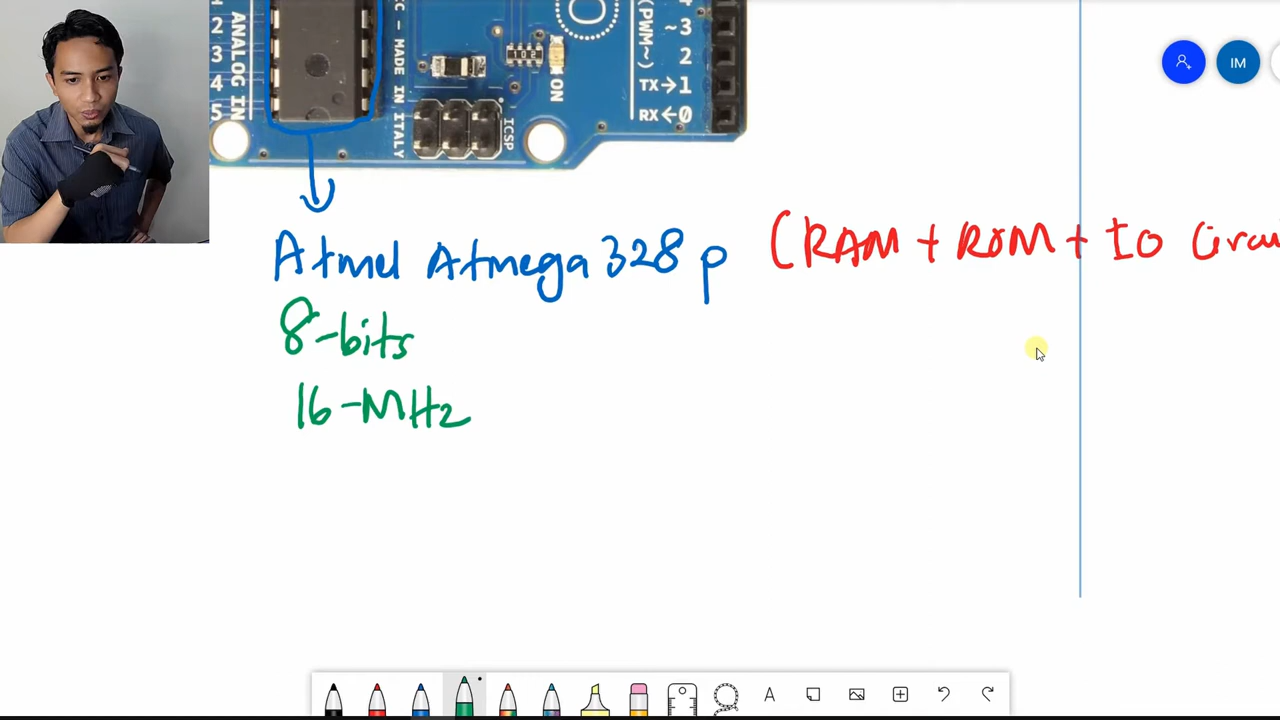 ANALOG IN
2
3
4
5
C - MADE IN ITALY
102
ON
ICSP
(PWM~)
~3
2
TX→1
RX←0
IM
Atmel Atmega 328 p (RAM + ROM + IO
8-bits
16-MHz
A